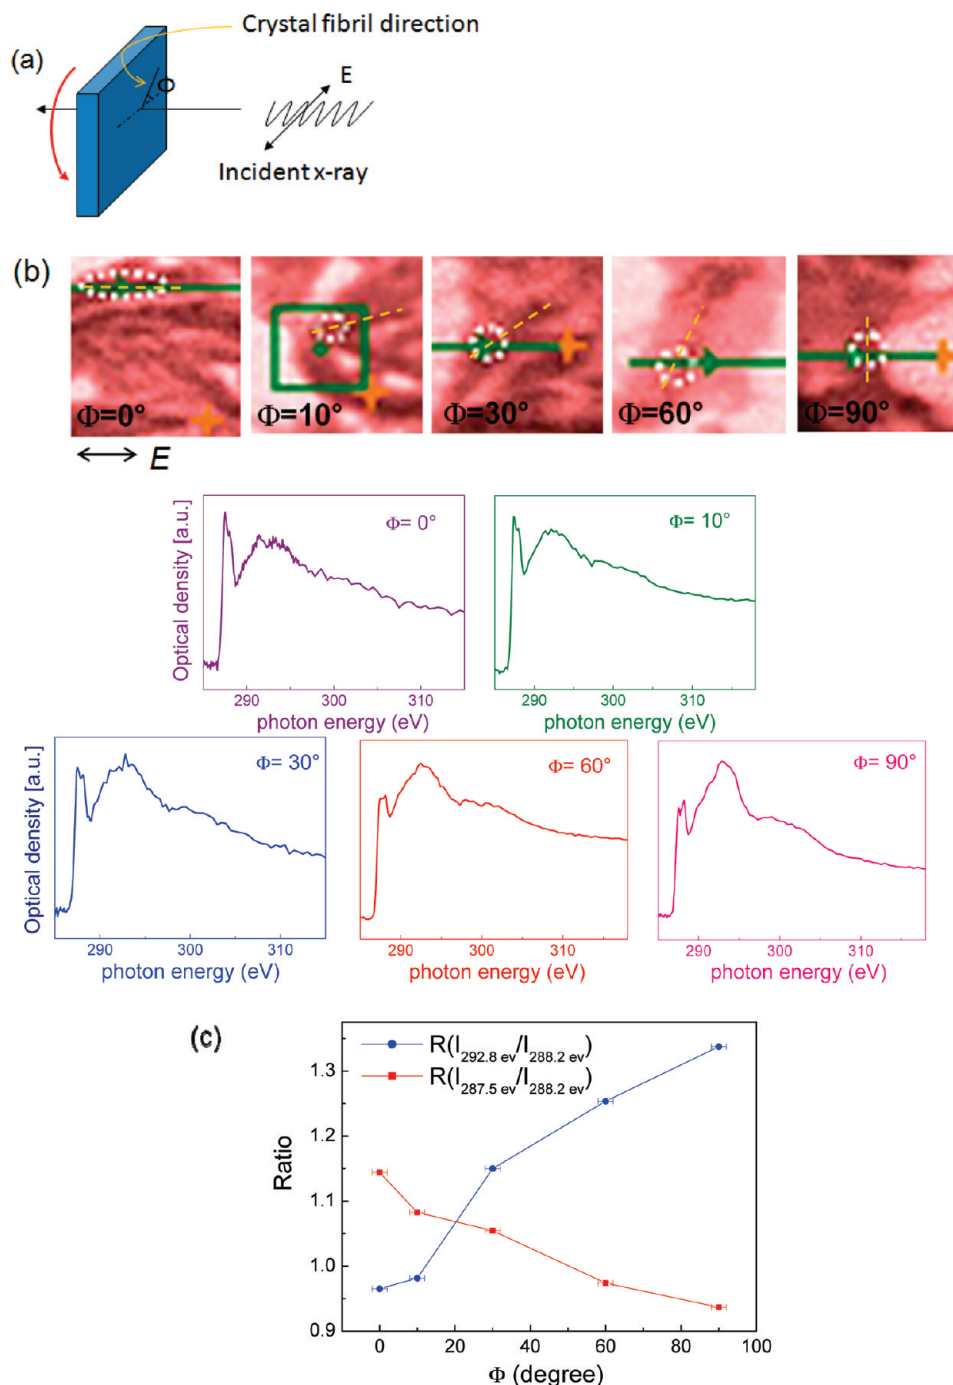 (a)
Crystal fibril direction
Φ
E
Incident x-ray
(b)
Φ=0°
Φ=10°
Φ=30°
Φ=60°
Φ=90°
E
Optical density [a.u.]
Φ= 0°
290 300 310
photon energy (eV)
Φ= 10°
290 300 310
photon energy (eV)
Optical density [a.u.]
Φ= 30°
290 300 310
photon energy (eV)
Φ= 60°
290 300 310
photon energy (eV)
Φ= 90°
290 300 310
photon energy (eV)
(c)
R(I292.8 ev/I288.2 ev)
R(I287.5 ev/I288.2 ev)
Ratio
1.3
1.2
1.1
1.0
0.9
0 20 40 60 80 100
Φ (degree)